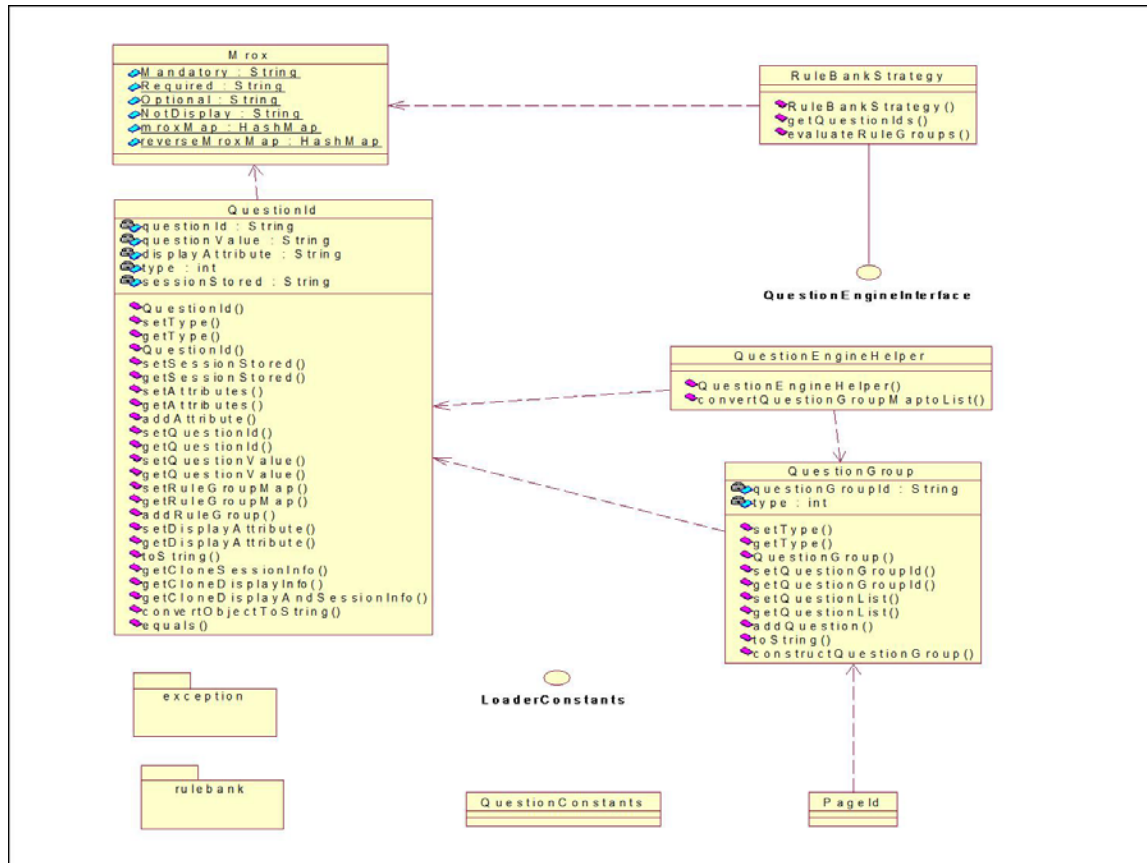 Mrox
Mandatory : String
Required : String
Optional : String
NotDisplay : String
mroxMap : HashMap
reverseMroxMap : HashMap
RuleBankStrategy
RuleBankStrategy()
getQuestionIds()
evaluateRuleGroups()
QuestionId
questionId : String
questionValue : String
displayAttribute : String
type : int
sessionStored : String
QuestionId()
setType()
getType()
QuestionId()
setSessionStored()
getSessionStored()
setAttributes()
getAttributes()
addAttribute()
setQuestionId()
getQuestionId()
setQuestionValue()
getQuestionValue()
setRuleGroupMap()
getRuleGroupMap()
addRuleGroup()
setDisplayAttribute()
getDisplayAttribute()
toString()
getCloneSessionInfo()
getCloneDisplayInfo()
getCloneDisplayAndSessionInfo()
convertObjectToString()
equals()
QuestionEngineInterface
QuestionEngineHelper
QuestionEngineHelper()
convertQuestionGroupMaptoList()
QuestionGroup
questionGroupId : String
type : int
setType()
getType()
QuestionGroup()
setQuestionGroupId()
getQuestionGroupId()
setQuestionList()
getQuestionList()
addQuestion()
toString()
constructQuestionGroup()
exception
LoaderConstants
rulebank
QuestionConstants
PageId